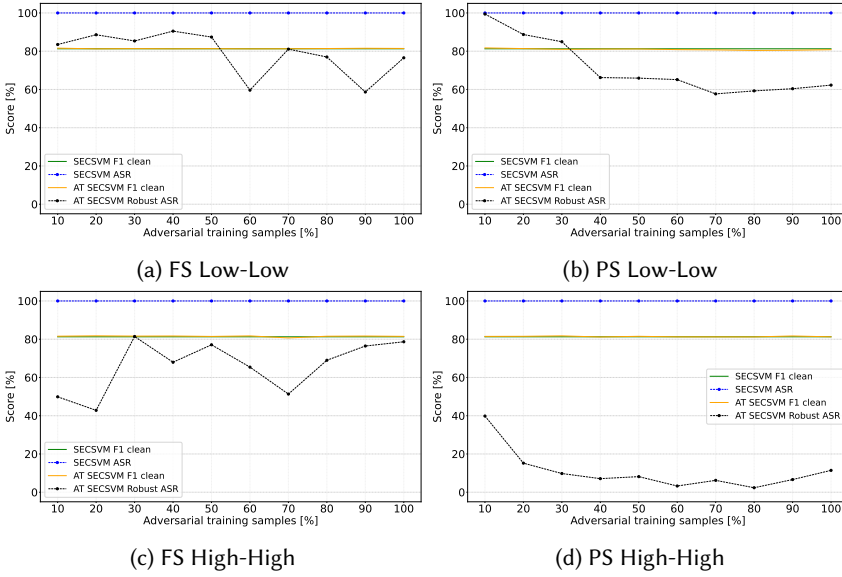 100
80
60
40
20
0
Score [%]
SECSVM F1 clean
SECSVM ASR
AT SECSVM F1 clean
AT SECSVM Robust ASR
10 20 30 40 50 60 70 80 90 100
Adversarial training samples [%]
(a) FS Low-Low
100
80
60
40
20
0
Score [%]
SECSVM F1 clean
SECSVM ASR
AT SECSVM F1 clean
AT SECSVM Robust ASR
10 20 30 40 50 60 70 80 90 100
Adversarial training samples [%]
(b) PS Low-Low
100
80
60
40
20
0
Score [%]
SECSVM F1 clean
SECSVM ASR
AT SECSVM F1 clean
AT SECSVM Robust ASR
10 20 30 40 50 60 70 80 90 100
Adversarial training samples [%]
(c) FS High-High
100
80
60
40
20
0
Score [%]
SECSVM F1 clean
SECSVM ASR
AT SECSVM F1 clean
AT SECSVM Robust ASR
10 20 30 40 50 60 70 80 90 100
Adversarial training samples [%]
(d) PS High-High